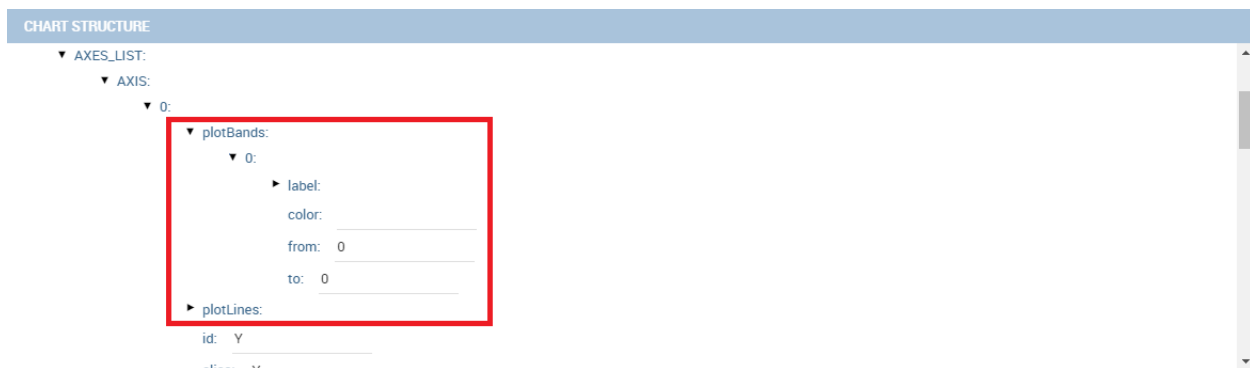 CHART STRUCTURE
AXES_LIST:
AXIS:
0:
plotBands:
0:
label:
color:
from: 0
to: 0
plotLines:
id: Y